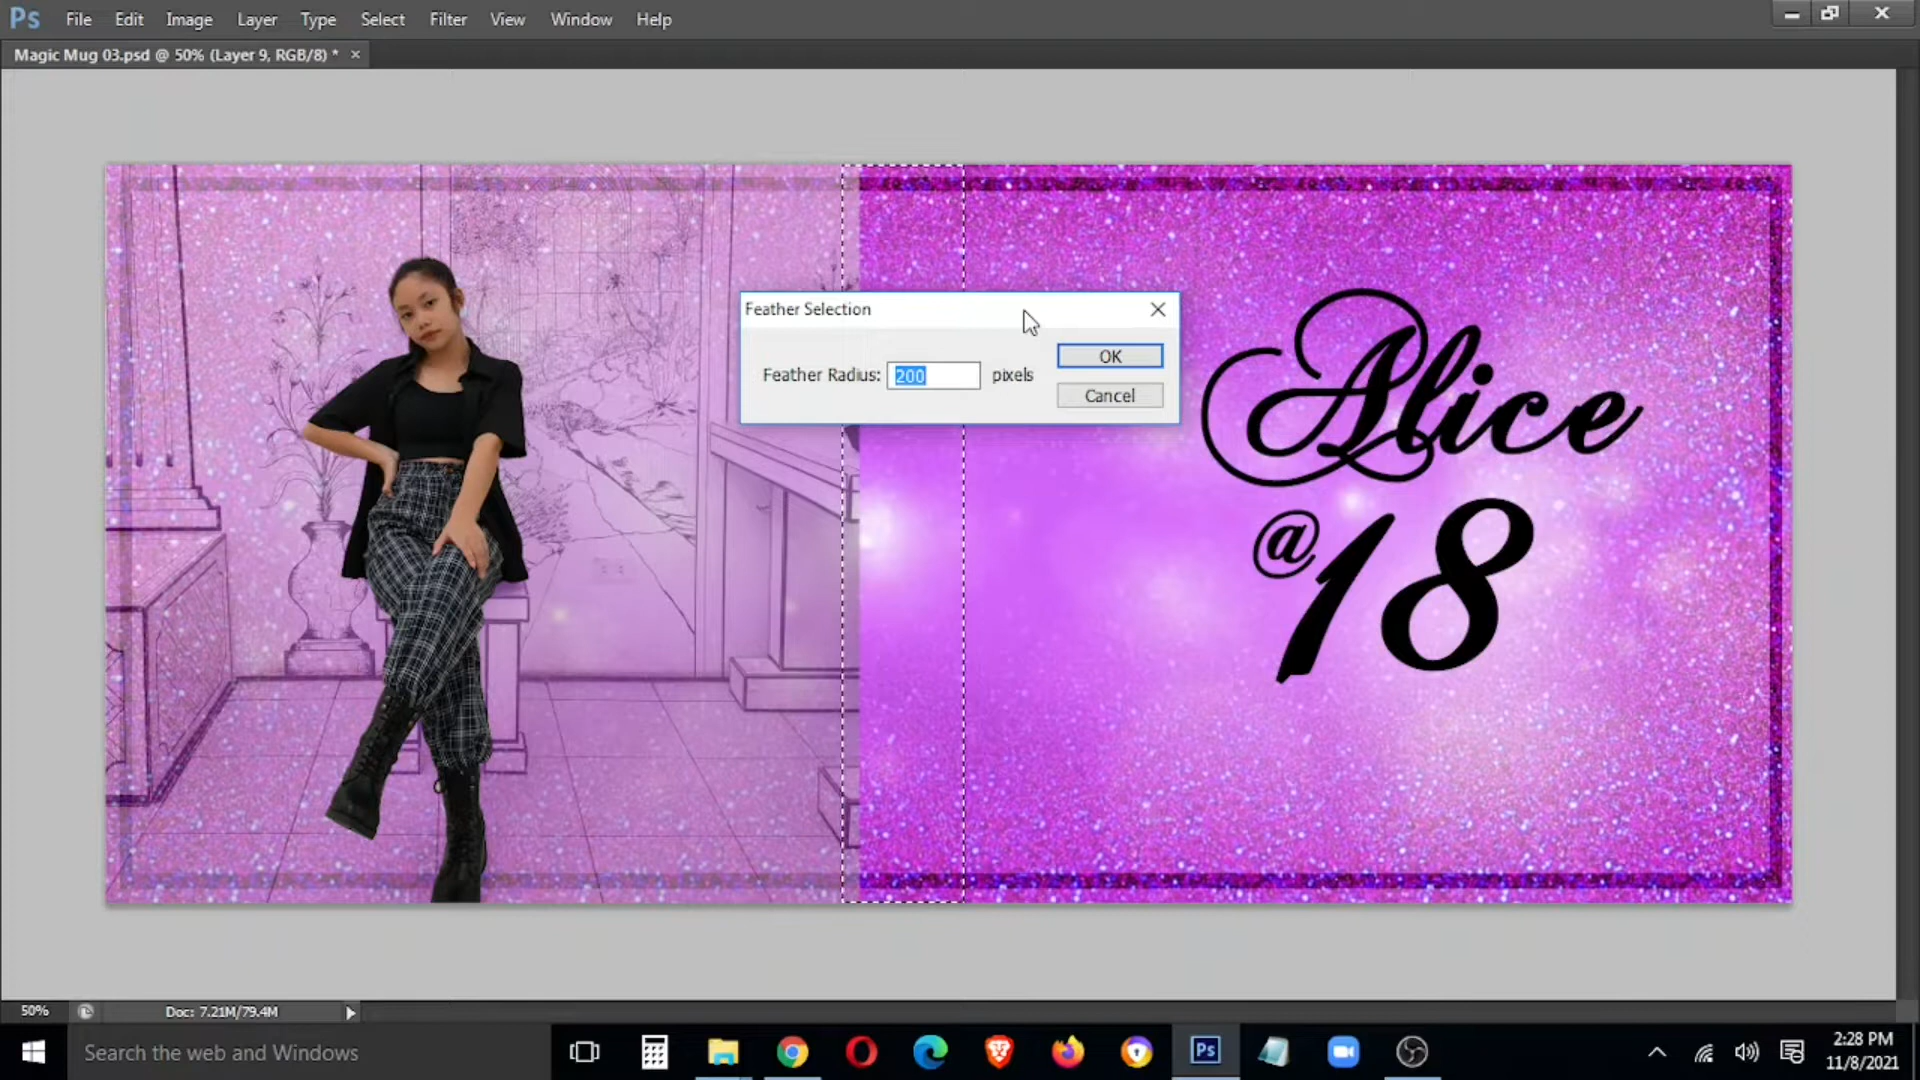 Ps File Edit Image Layer Type Select Filter View Window Help
Magic Mug 03.psd @ 50% (Layer 9, RGB/8) * ×
Feather Selection
Feather Radius: 200 pixels
OK
Cancel
Alice
@18
50% Doc: 7.21M/79.4M
Search the web and Windows
Ps
2:28 PM
11/8/2021